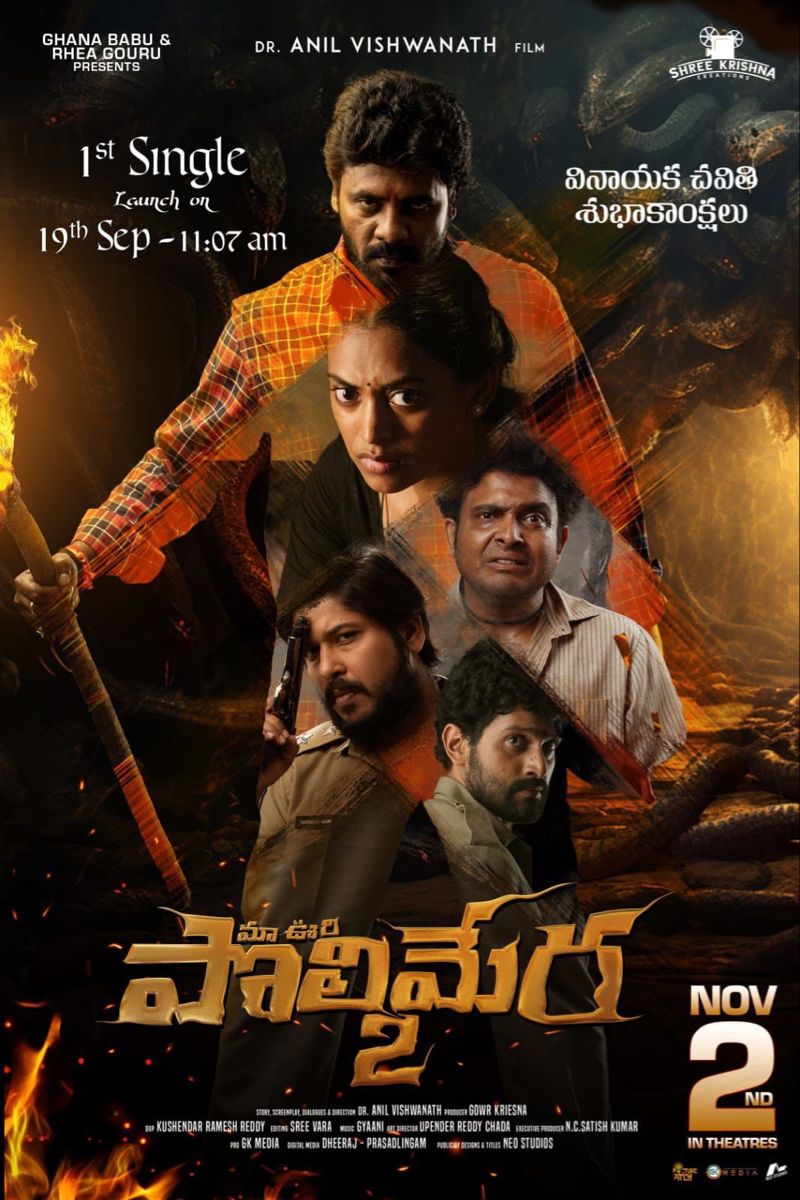 GHANA BABU &
RHEA GOURU
PRESENTS
DR. ANIL VISHWANATH FILM
SHREE KRISHNA
CREATIONS
1st Single
Launch on
19th Sep - 11:07 am
వినాయక చవితి
శుభాకాంక్షలు
మా ఊరి
పొలిమేర
2
NOV
2ND
IN THEATRES
STORY, SCREENPLAY, DIALOGUES & DIRECTION DR. ANIL VISHWANATH PRODUCER GOWR KRIESNA
DOP KUSHENDAR RAMESH REDDY EDITING SREE VARA MUSIC GYAANI ART DIRECTOR UPENDER REDDY CHADA EXECUTIVE PRODUCER N.C.SATISH KUMAR
PRO GK MEDIA DIGITAL MEDIA DHEERAJ - PRASADLINGAM PUBLICITY DESIGNS & TITLES NEO STUDIOS
MEDIA